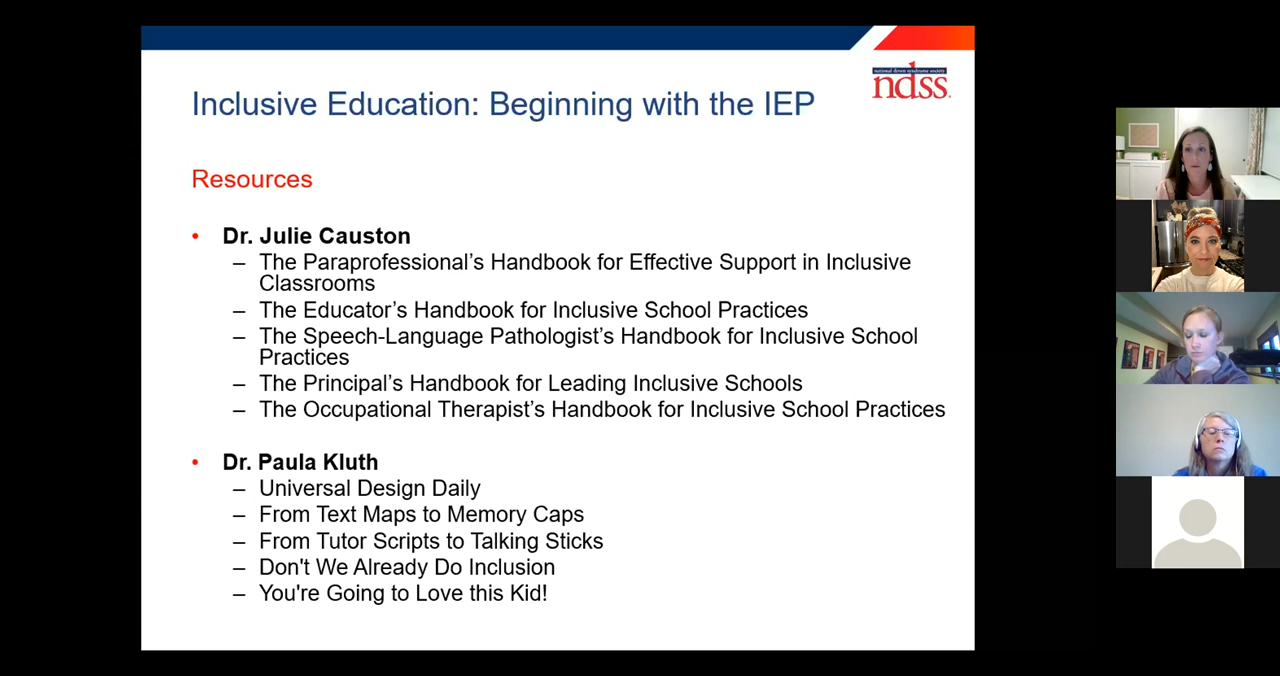 national down syndrome society
ndss.
Inclusive Education: Beginning with the IEP
Resources
• Dr. Julie Causton
– The Paraprofessional's Handbook for Effective Support in Inclusive
Classrooms
– The Educator's Handbook for Inclusive School Practices
– The Speech-Language Pathologist's Handbook for Inclusive School
Practices
– The Principal's Handbook for Leading Inclusive Schools
– The Occupational Therapist's Handbook for Inclusive School Practices
• Dr. Paula Kluth
– Universal Design Daily
– From Text Maps to Memory Caps
– From Tutor Scripts to Talking Sticks
– Don't We Already Do Inclusion
– You're Going to Love this Kid!